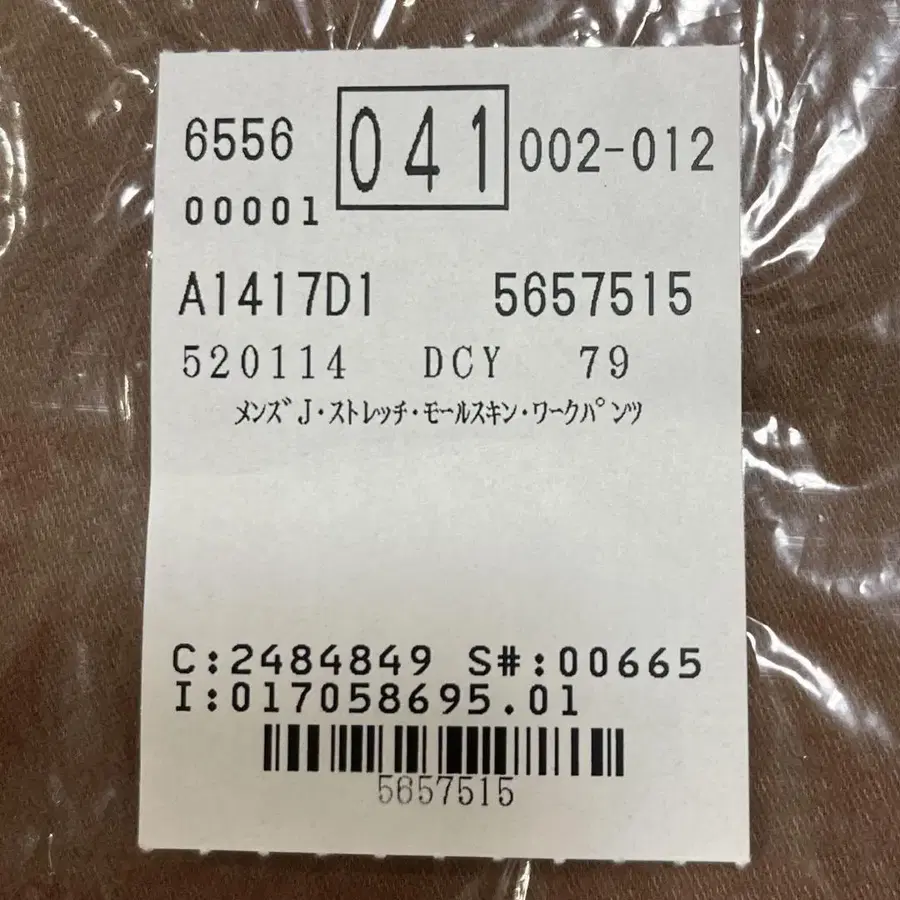 6556 041 002-012
00001
A1417D1 5657515
520114 DCY 79
メンズﾞJ・ストレッチ・モールスキン・ワークパﾟンツ
C:2484849 S#:00665
I:017058695.01
5657515